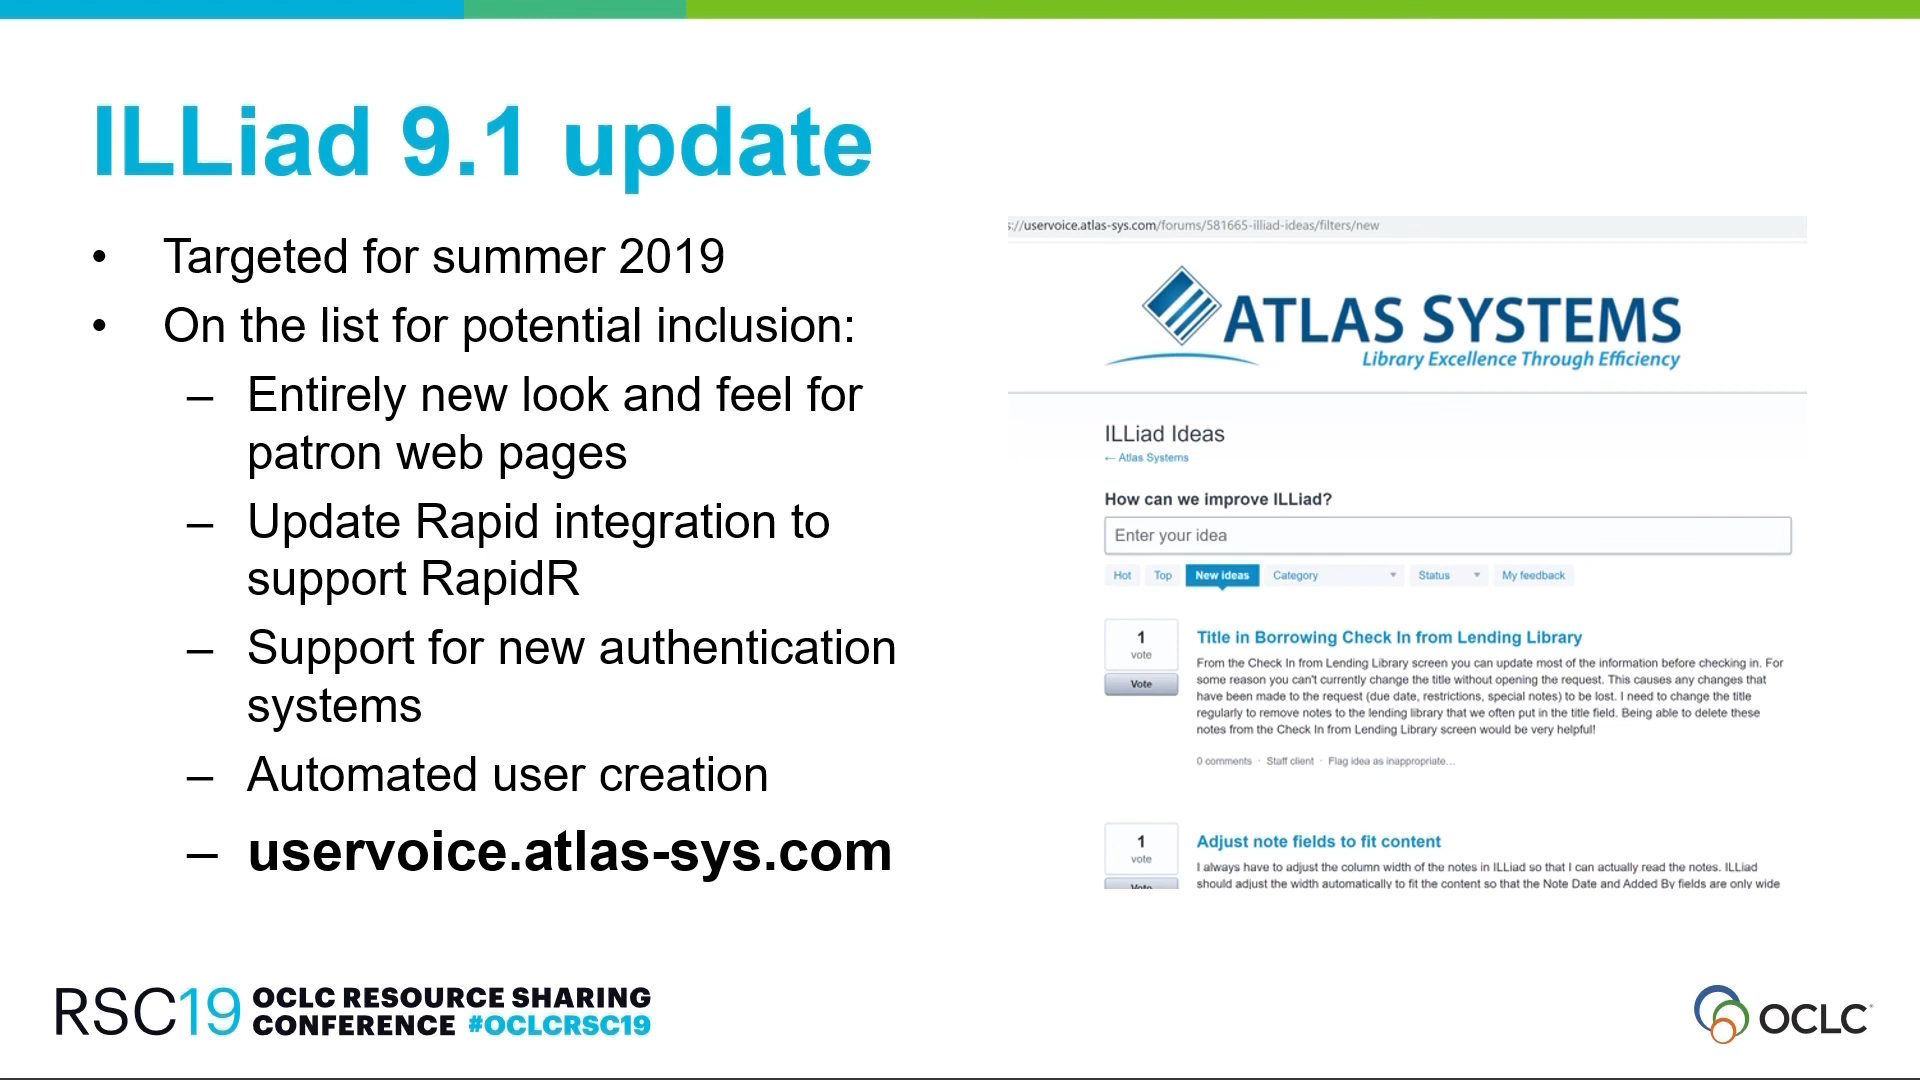 ILLiad 9.1 update
• Targeted for summer 2019
• On the list for potential inclusion:
– Entirely new look and feel for
patron web pages
– Update Rapid integration to
support RapidR
– Support for new authentication
systems
– Automated user creation
– uservoice.atlas-sys.com
s://uservoice.atlas-sys.com/forums/581665-illiad-ideas/filters/new
ATLAS SYSTEMS
Library Excellence Through Efficiency
ILLiad Ideas
← Atlas Systems
How can we improve ILLiad?
Enter your idea
Hot Top New ideas Category Status My feedback
1
vote
Vote
Title in Borrowing Check In from Lending Library
From the Check In from Lending Library screen you can update most of the information before checking in. For
some reason you can't currently change the title without opening the request. This causes any changes that
have been made to the request (due date, restrictions, special notes) to be lost. I need to change the title
regularly to remove notes to the lending library that we often put in the title field. Being able to delete these
notes from the Check In from Lending Library screen would be very helpful!
0 comments · Staff client · Flag idea as inappropriate...
1
vote
Vote
Adjust note fields to fit content
I always have to adjust the column width of the notes in ILLiad so that I can actually read the notes. ILLiad
should adjust the width automatically to fit the content so that the Note Date and Added By fields are only wide
RSC19 OCLC RESOURCE SHARING
CONFERENCE #OCLCRSC19
OCLC